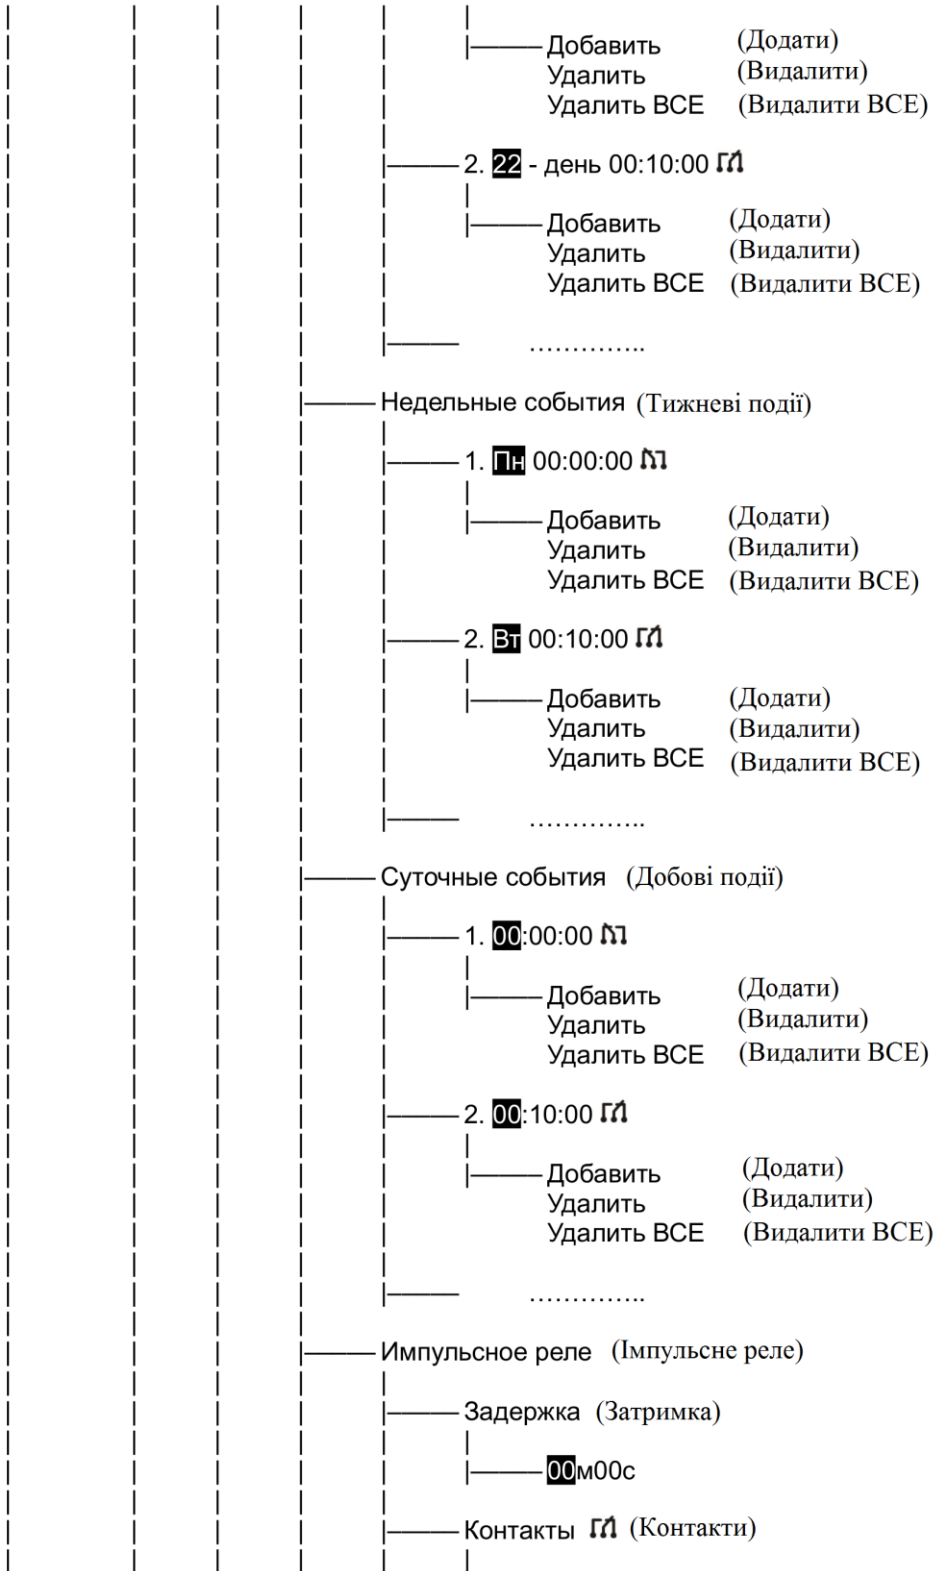 Добавить (Додати)
Удалить (Видалити)
Удалить ВСЕ (Видалити ВСЕ)
2. 22 - день 00:10:00
Добавить (Додати)
Удалить (Видалити)
Удалить ВСЕ (Видалити ВСЕ)
…………..
Недельные события (Тижневі події)
1. Пн 00:00:00
Добавить (Додати)
Удалить (Видалити)
Удалить ВСЕ (Видалити ВСЕ)
2. Вт 00:10:00
Добавить (Додати)
Удалить (Видалити)
Удалить ВСЕ (Видалити ВСЕ)
…………..
Суточные события (Добові події)
1. 00:00:00
Добавить (Додати)
Удалить (Видалити)
Удалить ВСЕ (Видалити ВСЕ)
2. 00:10:00
Добавить (Додати)
Удалить (Видалити)
Удалить ВСЕ (Видалити ВСЕ)
…………..
Импульсное реле (Імпульсне реле)
Задержка (Затримка)
00м00с
Контакты (Контакти)